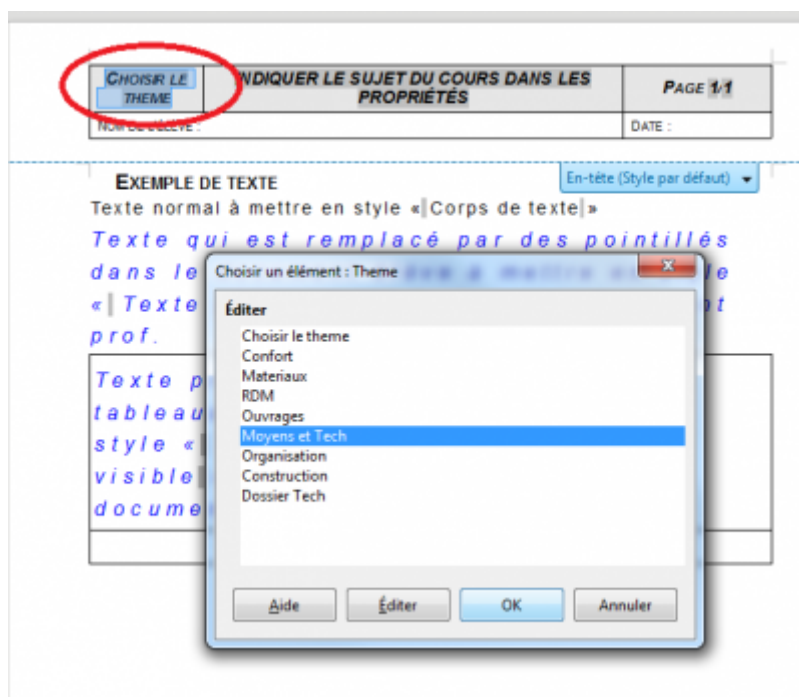 CHOISIR LE THEME
INDIQUER LE SUJET DU COURS DANS LES PROPRIÉTÉS
PAGE 1/1
NOM DE L'ÉLÈVE :
DATE :
En-tête (Style par défaut)
EXEMPLE DE TEXTE
Texte normal à mettre en style « Corps de texte »
Texte qui est remplacé par des pointillés
dans le
« Texte
prof.
Texte
tableau
style «
visible
docume
Choisir un élément : Theme
Éditer
Choisir le theme
Confort
Materiaux
RDM
Ouvrages
Moyens et Tech
Organisation
Construction
Dossier Tech
Aide
Éditer
OK
Annuler